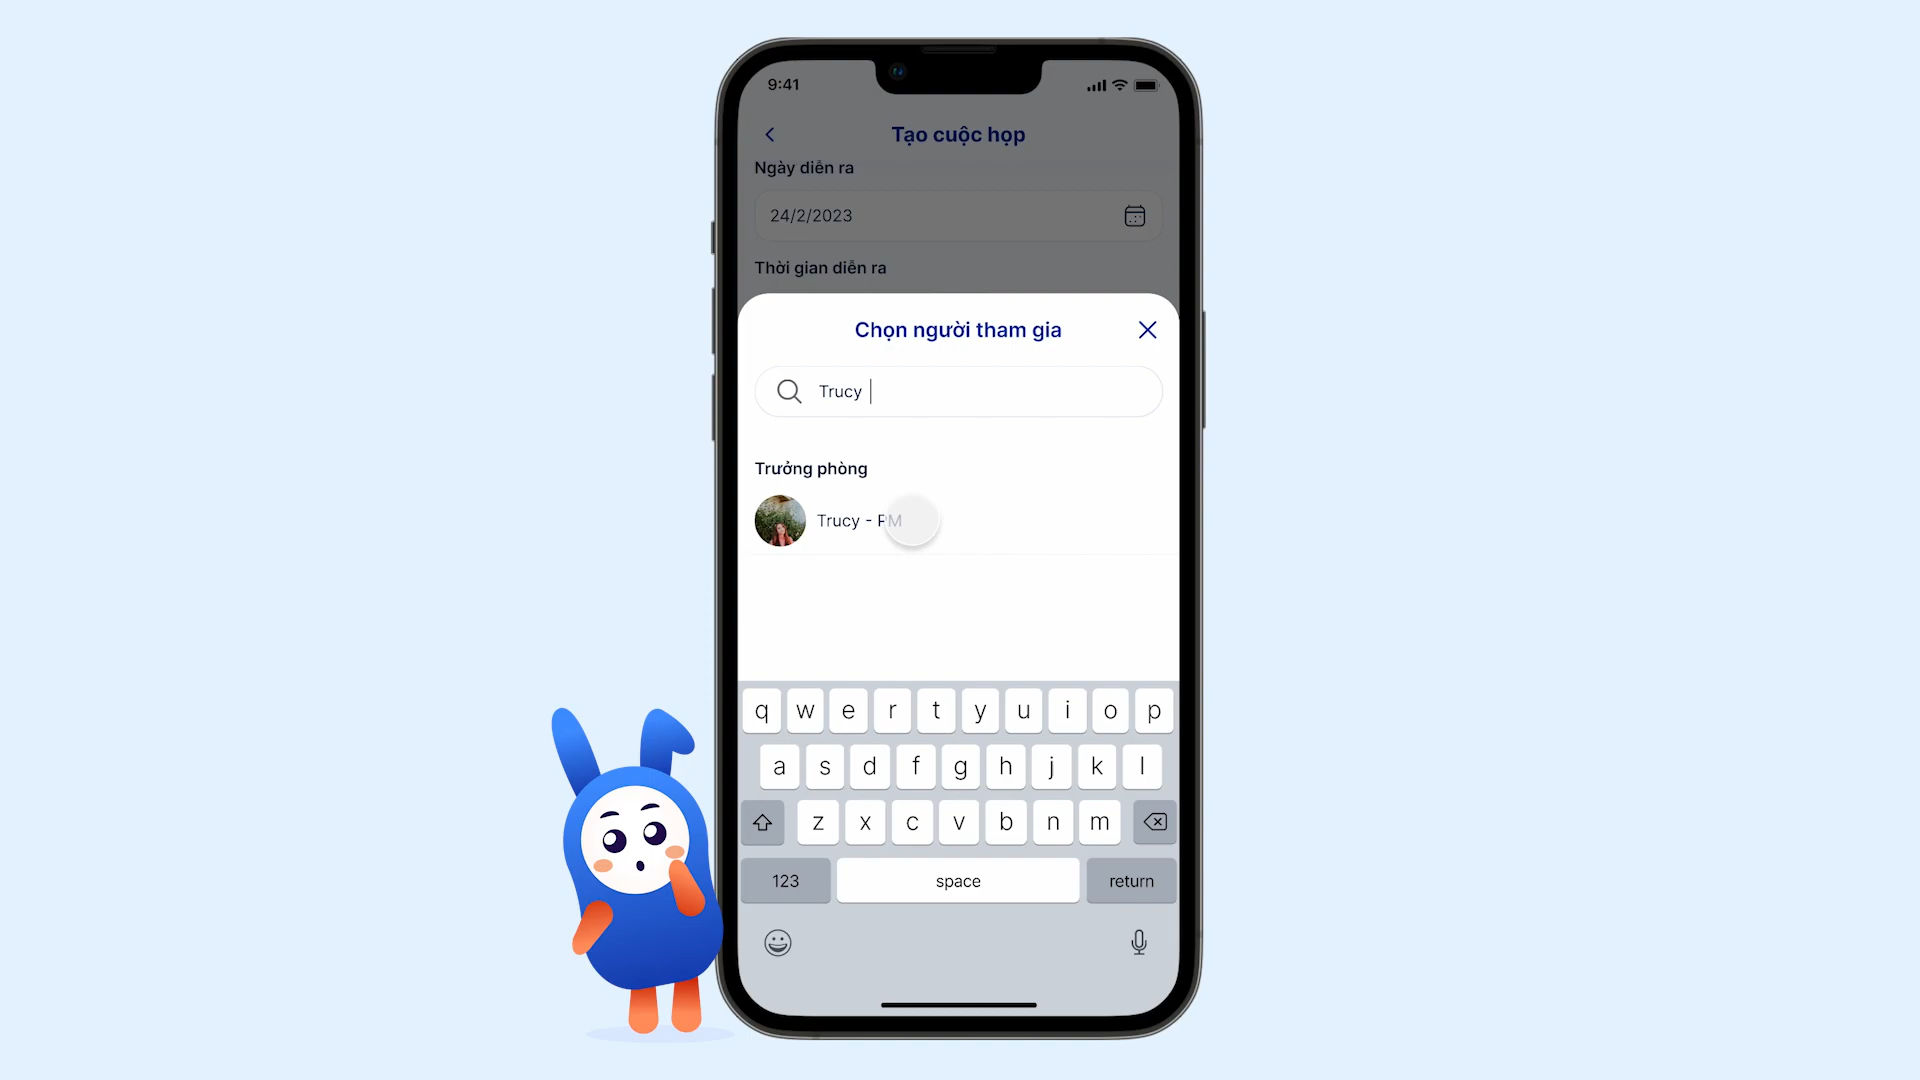 9:41
Tạo cuộc họp
Ngày diễn ra
24/2/2023
Thời gian diễn ra
Chọn người tham gia
Trucy
Trưởng phòng
Trucy - PM
q w e r t y u i o p
a s d f g h j k l
z x c v b n m
123 space return